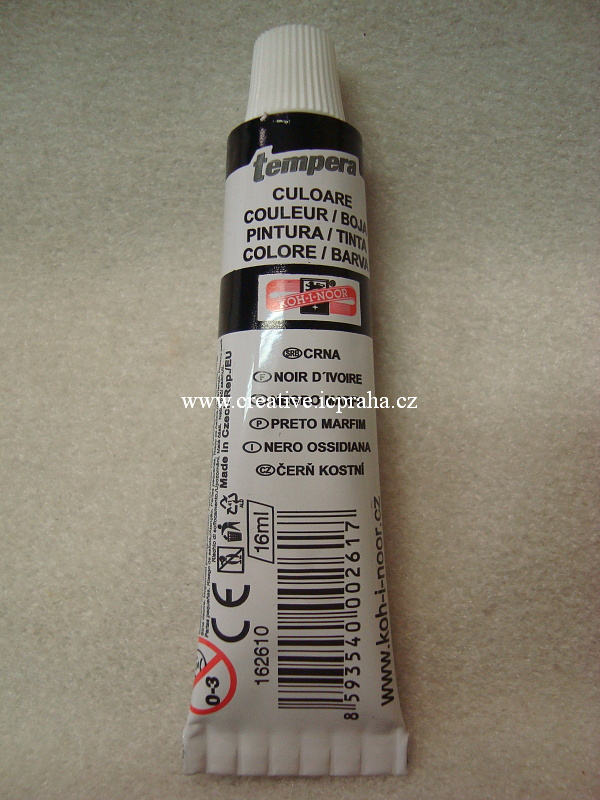 tempera
CULOARE
COULEUR / BOJA
PINTURA / TINTA
COLORE / BARVA
KOH-I-NOOR
®
SRB CRNA
F NOIR D´IVOIRE
www.creative.icpraha.cz
P PRETO MARFIM
I NERO OSSIDIANA
CZ ČERŇ KOSTNÍ
Made in Czech Rep./EU
16ml
CE
0-3
162610
8 593540 002617
www.koh-i-noor.cz